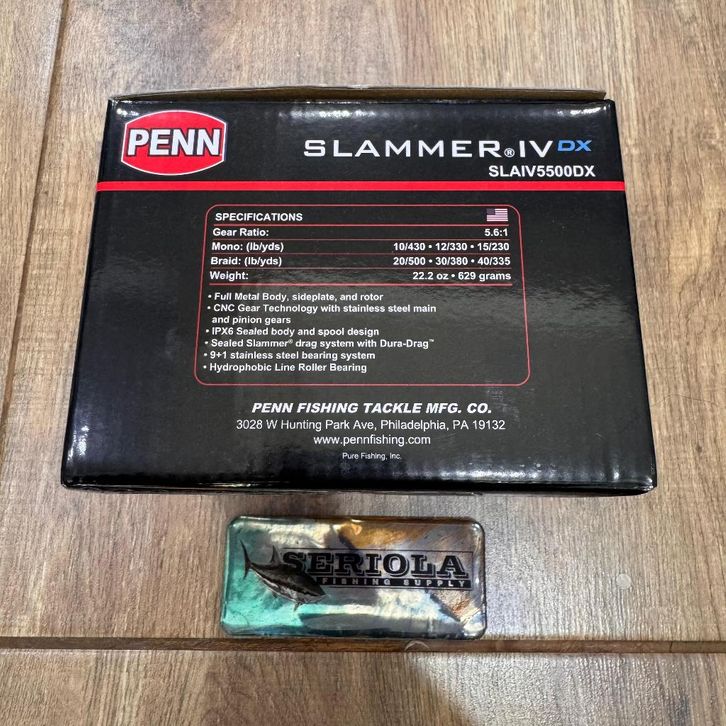 PENN
SLAMMER® IV DX
SLAIV5500DX
SPECIFICATIONS
Gear Ratio: 5.6:1
Mono: (lb/yds) 10/430 • 12/330 • 15/230
Braid: (lb/yds) 20/500 • 30/380 • 40/335
Weight: 22.2 oz • 629 grams
• Full Metal Body, sideplate, and rotor
• CNC Gear Technology with stainless steel main
and pinion gears
• IPX6 Sealed body and spool design
• Sealed Slammer® drag system with Dura-Drag™
• 9+1 stainless steel bearing system
• Hydrophobic Line Roller Bearing
PENN FISHING TACKLE MFG. CO.
3028 W Hunting Park Ave, Philadelphia, PA 19132
www.pennfishing.com
Pure Fishing, Inc.
SERIOLA
FISHING SUPPLY